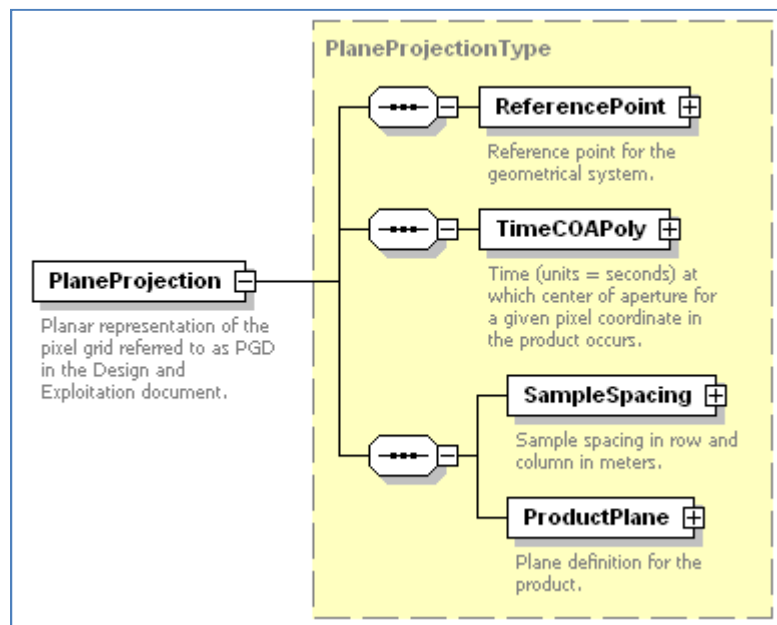 PlaneProjectionType
ReferencePoint
Reference point for the
geometrical system.
TimeCOAPoly
Time (units = seconds) at
which center of aperture for
a given pixel coordinate in
the product occurs.
PlaneProjection
Planar representation of the
pixel grid referred to as PGD
in the Design and
Exploitation document.
SampleSpacing
Sample spacing in row and
column in meters.
ProductPlane
Plane definition for the
product.